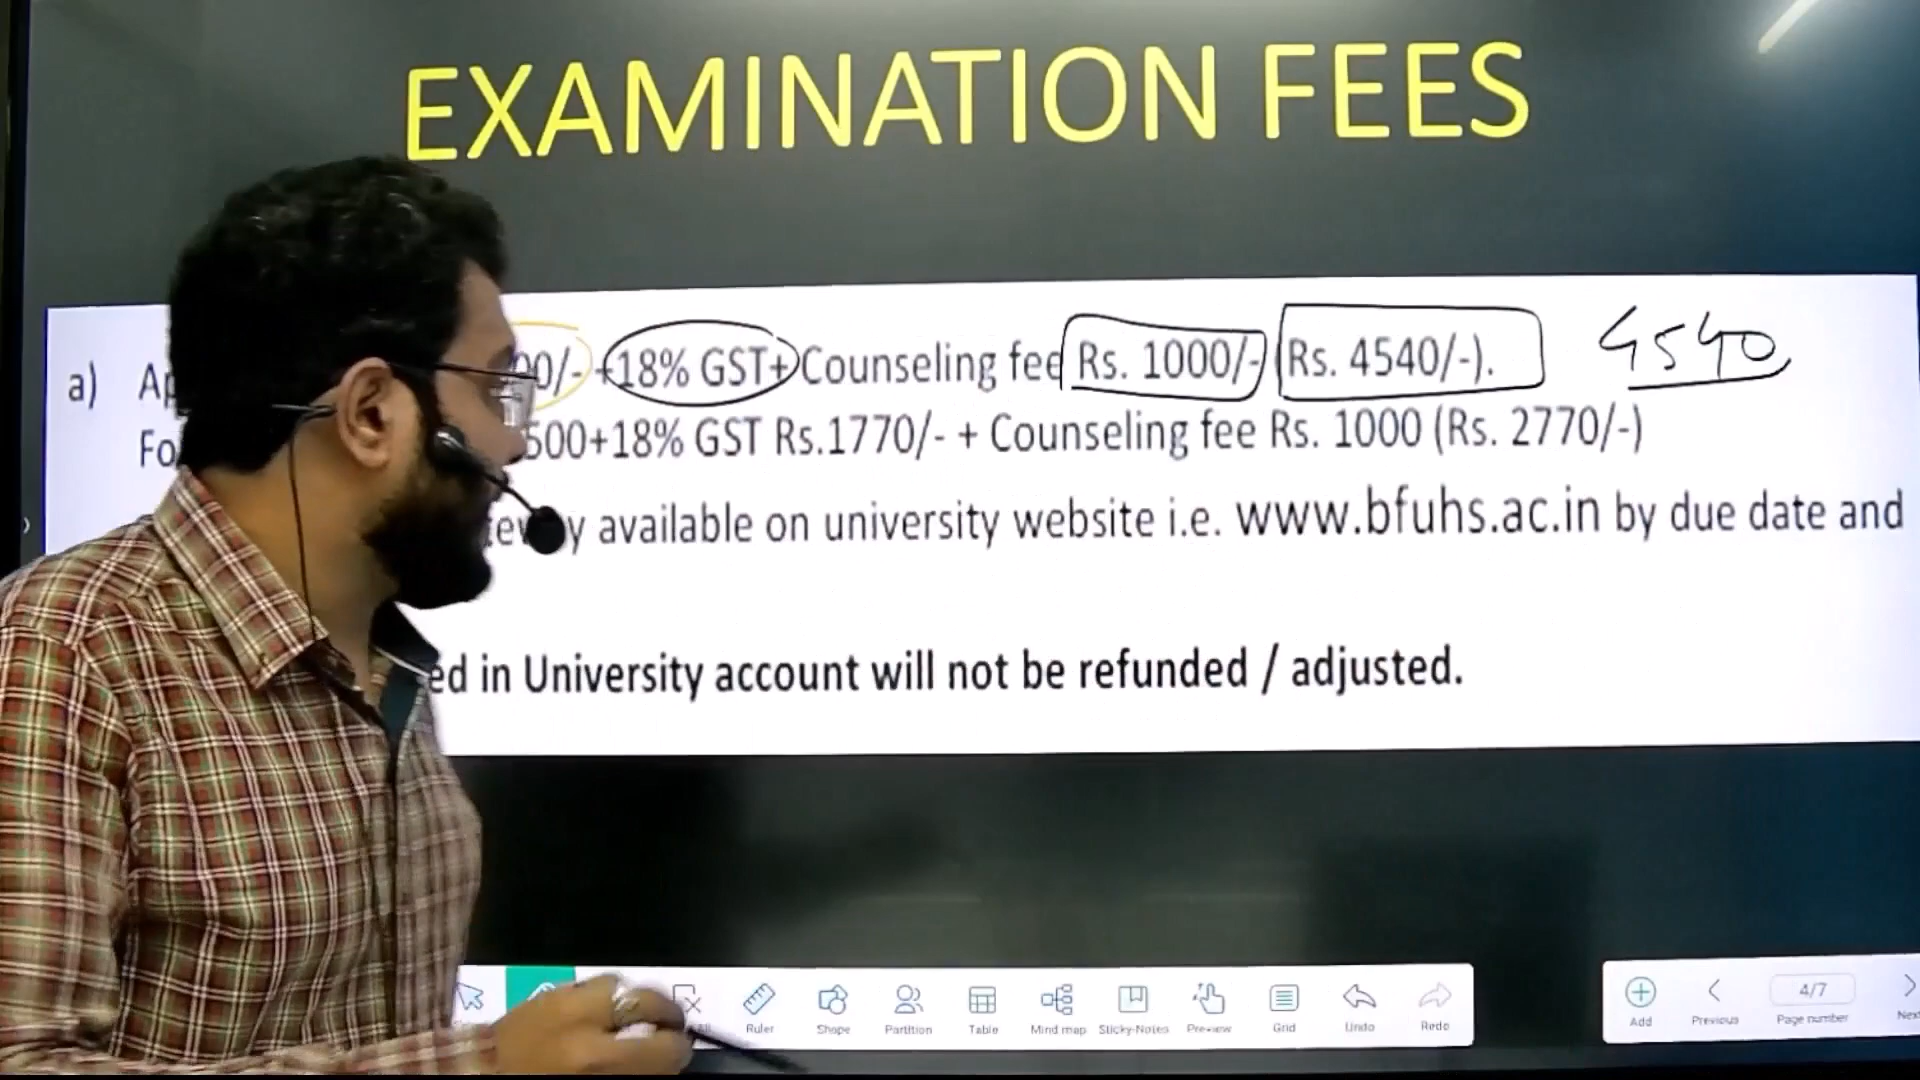 EXAMINATION FEES
a) 00/- +18% GST+ Counseling fee Rs. 1000/- (Rs. 4540/-). 4540
500+18% GST Rs.1770/- + Counseling fee Rs. 1000 (Rs. 2770/-)
available on university website i.e. www.bfuhs.ac.in by due date and
in University account will not be refunded / adjusted.
Ruler Shape Partition Table Mind map Sticky-Notes Preview Grid Undo Redo Add Previous 4/7 Page number Next